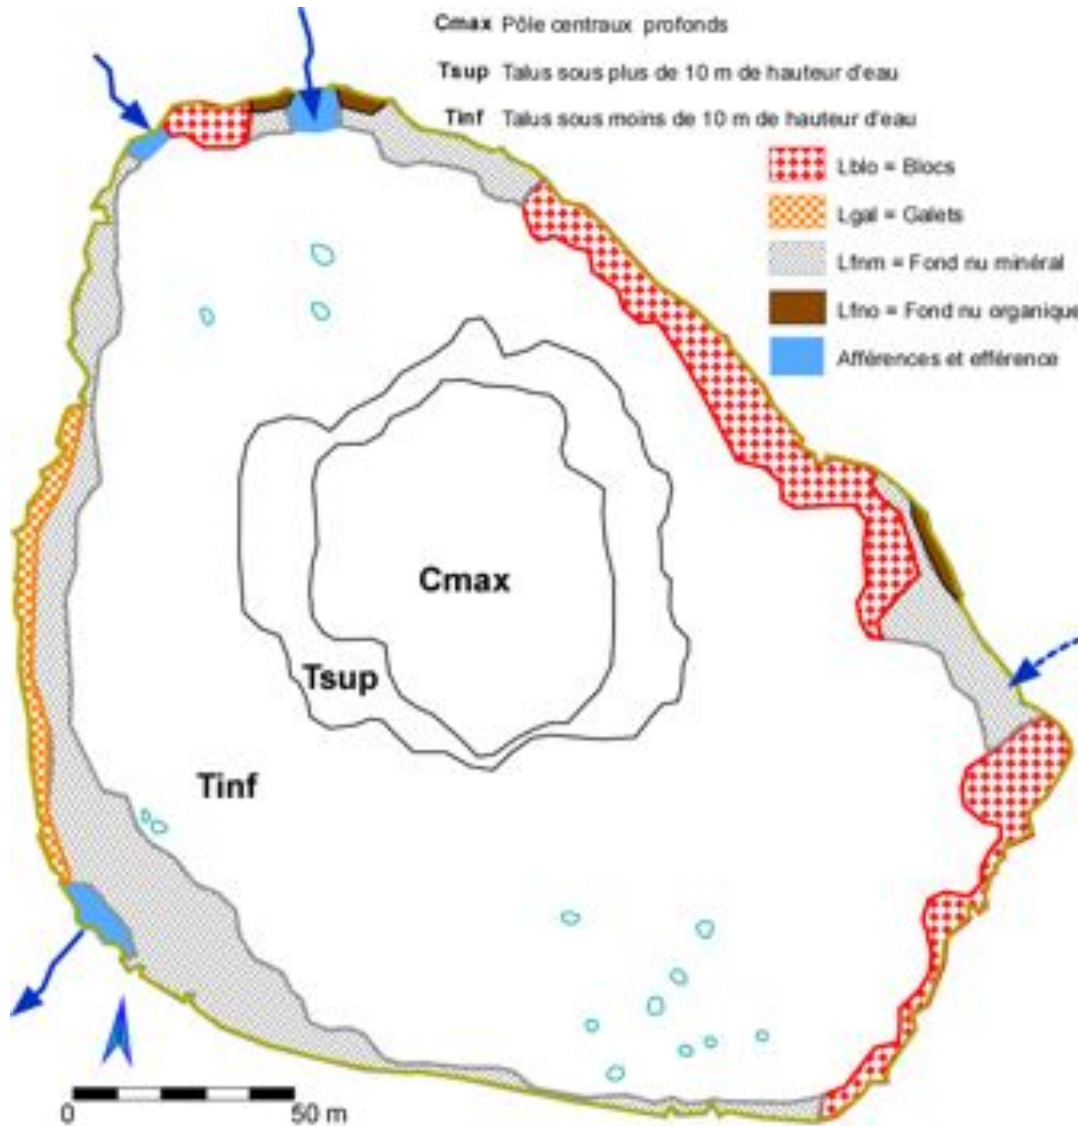 Cmax Pôle centraux profonds
Tsup Talus sous plus de 10 m de hauteur d'eau
Tinf Talus sous moins de 10 m de hauteur d'eau
Lblo = Blocs
Lgal = Galets
Lfnm = Fond nu minéral
Lfno = Fond nu organique
Afférences et efférence
Cmax
Tsup
Tinf
0 50 m